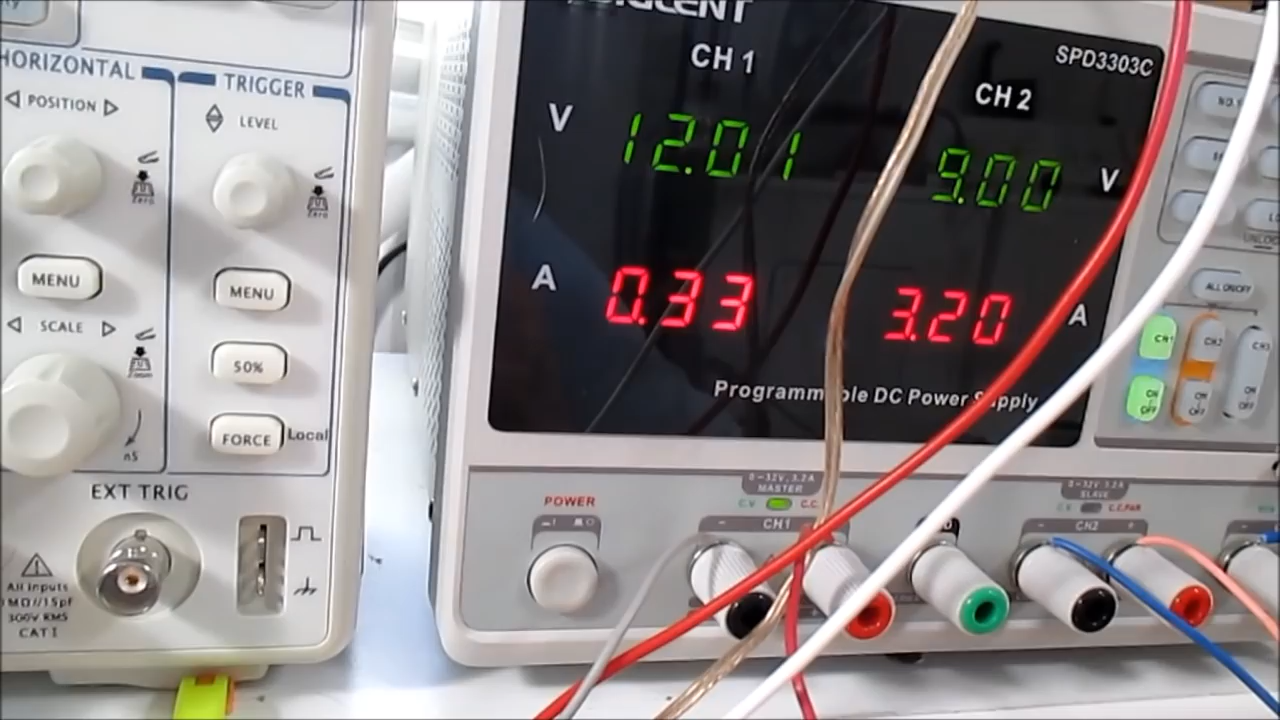 HORIZONTAL
POSITION
Zero
MENU
SCALE
Zoom
nS
TRIGGER
LEVEL
Zero
MENU
50%
FORCE
Local
EXT TRIG
All inputs
1MΩ//15pf
300V RMS
CAT I
SPD3303C
CH 1
CH 2
V
12.01
9.00
V
A
0.33
3.20
A
Programm ble DC Power Supply
ALL ON/OFF
CH1
CH2
CH3
ON
OFF
ON
OFF
ON
OFF
POWER
0~32V, 3.2A
MASTER
C.V
C.C
CH1
0~32V, 3.2A
SLAVE
C.V
C.C PAR
CH2